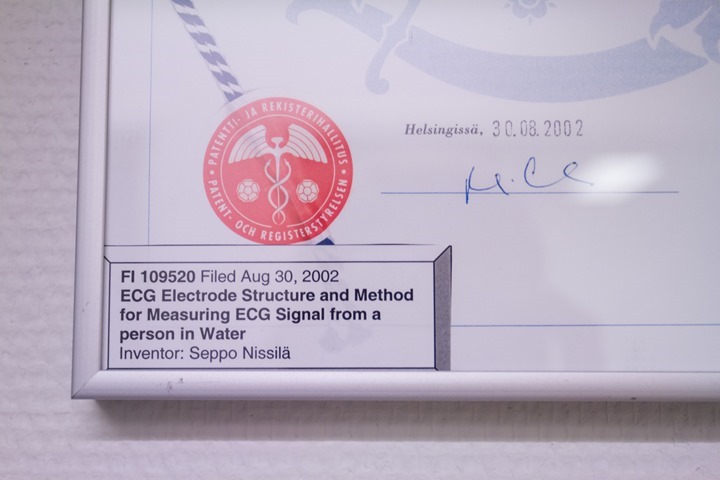 Helsingissä, 30.08.2002
PATENTTI- JA REKISTERIHALLITUS
PATENT- OCH REGISTERSTYRELSEN
FI 109520 Filed Aug 30, 2002
ECG Electrode Structure and Method
for Measuring ECG Signal from a
person in Water
Inventor: Seppo Nissilä